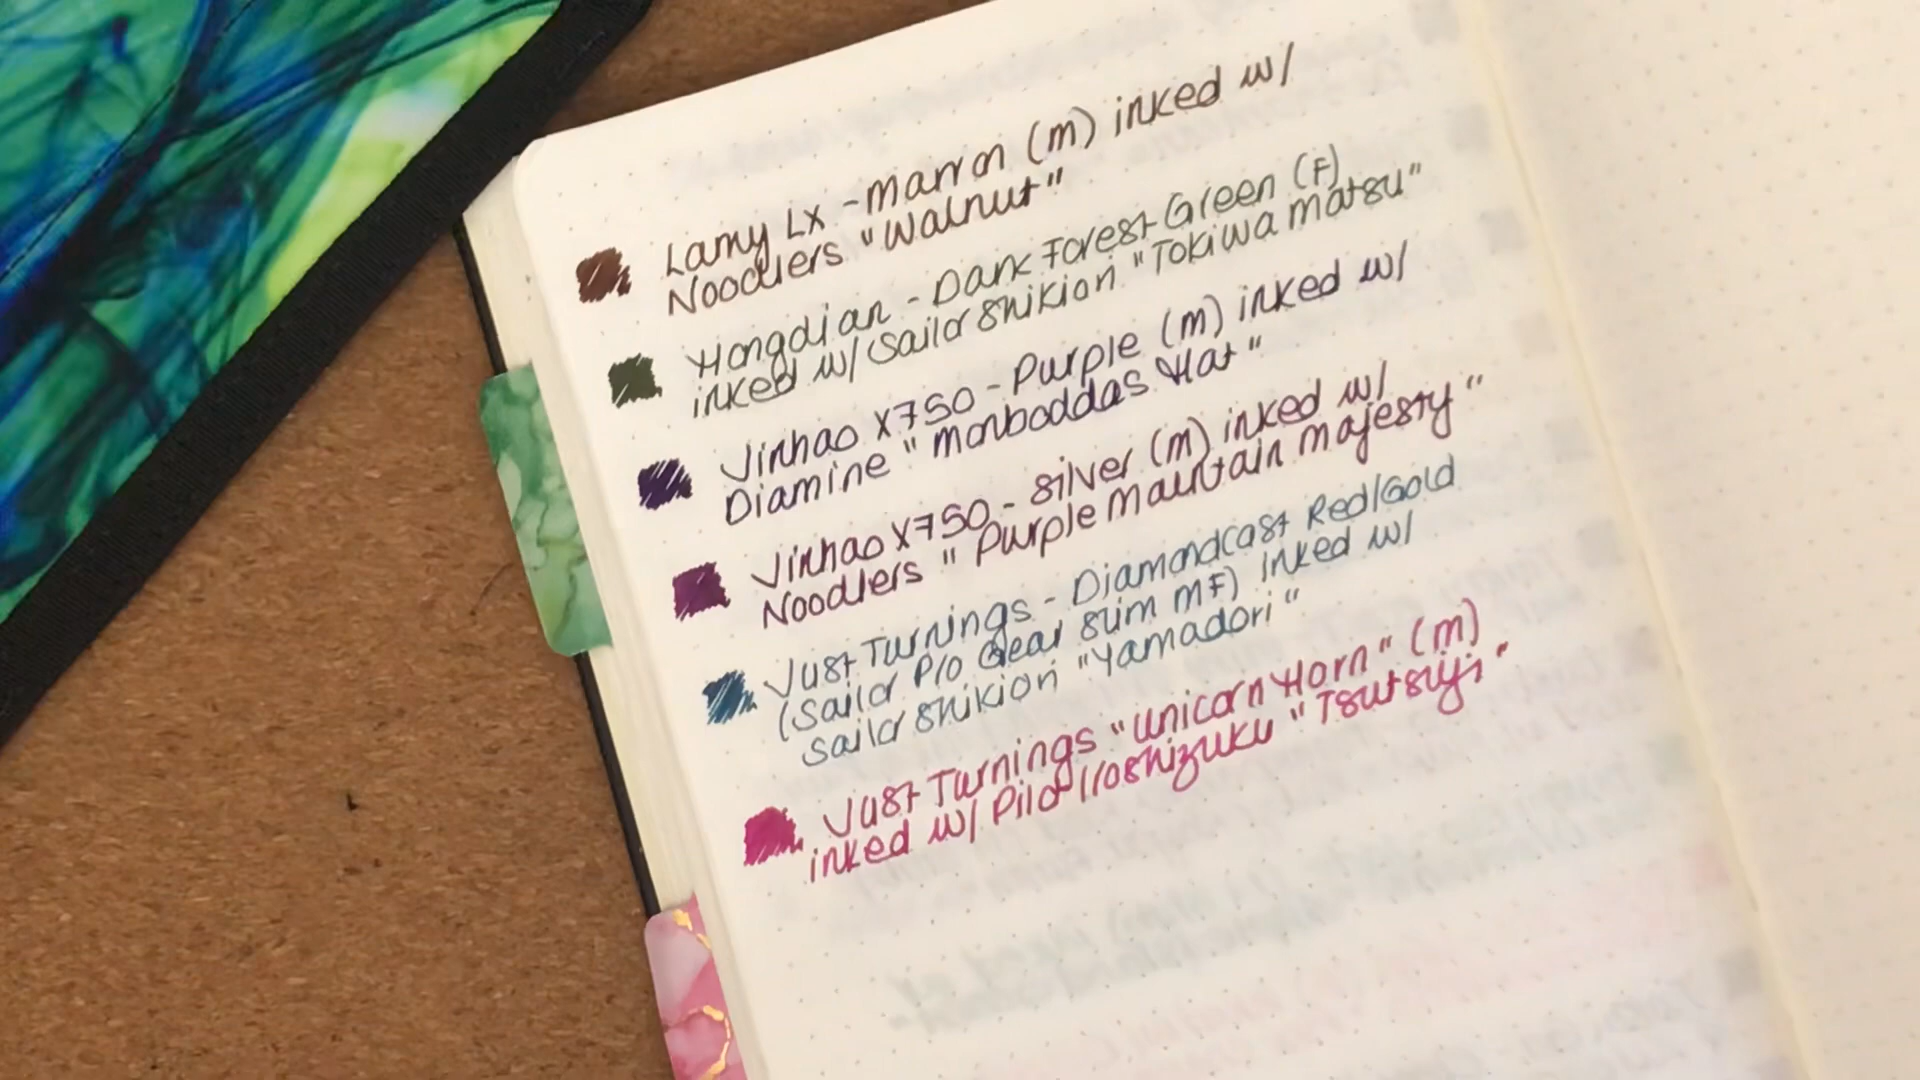 Lamy Lx - marron (m) inked w/
Noodlers "Walnut"
Hongdian - Dark Forest Green (F)
inked w/ Sailor Shikiori "Tokiwa matsu"
Jinhao X750 - Purple (m) inked w/
Diamine "monboddas Hat"
Jinhao X750 - silver (m) inked w/
Noodlers "Purple Mountain majesty"
Just Turnings - Diamondcast Red/Gold
(Sailor P/O Gear Slim MF) inked w/
Sailor Shikiori "Yamadori"
Just Turnings "Unicorn Horn" (m)
inked w/ Pilot Iroshizuku "Tsutsuji"